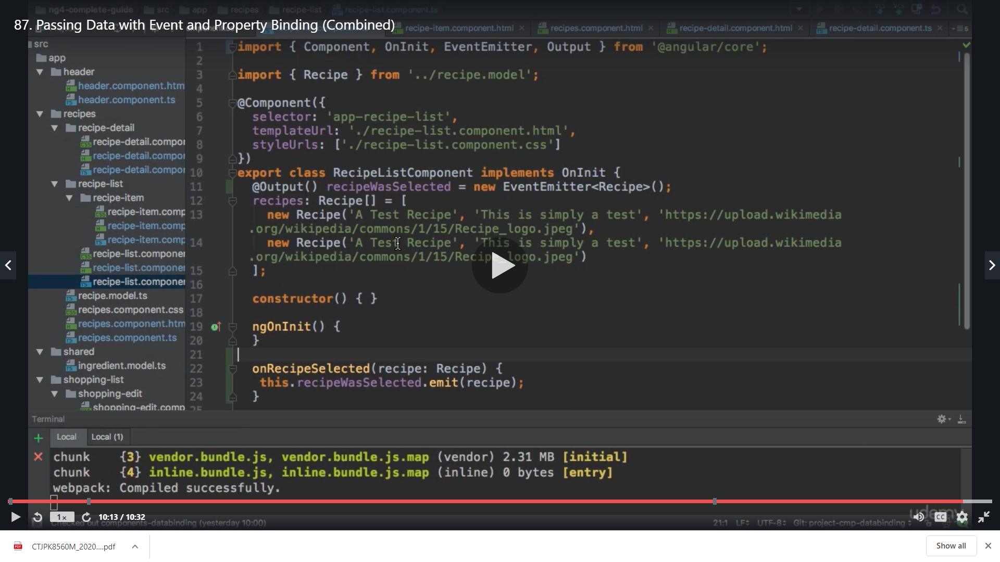 ng4-complete-guide src app recipes recipe-list recipe-list.component.ts
87. Passing Data with Event and Property Binding (Combined)
recipe-item.component.html recipes.component.html recipe-detail.component.html recipe-detail.component.ts
src
app
header
header.component.htm
header.component.ts
recipes
recipe-detail
recipe-detail.compor
recipe-detail.compor
recipe-detail.compor
recipe-list
recipe-item
recipe-item.comp
recipe-item.comp
recipe-item.comp
recipe-list.componer
recipe-list.componer
recipe-list.componer
recipe.model.ts
recipes.component.css
recipes.component.htm
recipes.component.ts
shared
ingredient.model.ts
shopping-list
shopping-edit
shopping-edit.comp
1 import { Component, OnInit, EventEmitter, Output } from '@angular/core';
2
3 import { Recipe } from '../recipe.model';
4
5 @Component({
6 selector: 'app-recipe-list',
7 templateUrl: './recipe-list.component.html',
8 styleUrls: ['./recipe-list.component.css']
9 })
10 export class RecipeListComponent implements OnInit {
11 @Output() recipeWasSelected = new EventEmitter<Recipe>();
12 recipes: Recipe[] = [
13 new Recipe('A Test Recipe', 'This is simply a test', 'https://upload.wikimedia
.org/wikipedia/commons/1/15/Recipe_logo.jpeg'),
14 new Recipe('A Test Recipe', 'This is simply a test', 'https://upload.wikimedia
.org/wikipedia/commons/1/15/Recipe_logo.jpeg')
15 ];
16
17 constructor() { }
18
19 ngOnInit() {
20 }
21
22 onRecipeSelected(recipe: Recipe) {
23 this.recipeWasSelected.emit(recipe);
24 }
25
Terminal
Local Local (1)
chunk {3} vendor.bundle.js, vendor.bundle.js.map (vendor) 2.31 MB [initial]
chunk {4} inline.bundle.js, inline.bundle.js.map (inline) 0 bytes [entry]
webpack: Compiled successfully.
udemy
1x 10:13 / 10:32 CC
Checked out components-databinding (yesterday 10:00) 21:1 LF UTF-8 Git: project-cmp-databinding
CTJPK8560M_2020....pdf Show all